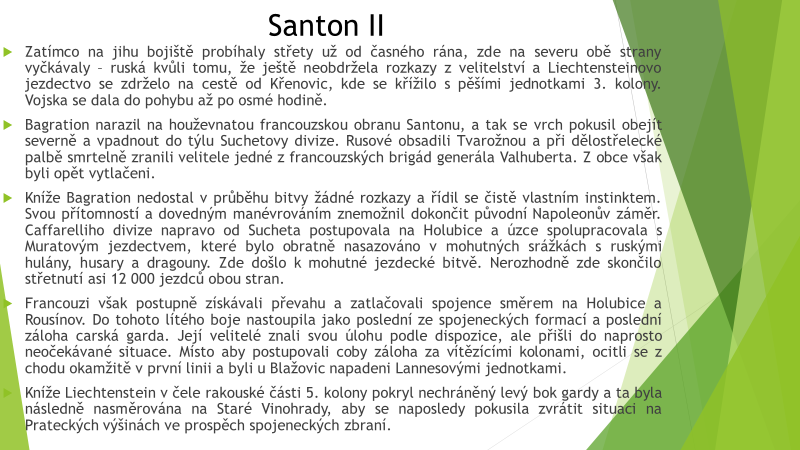 Santon II
Zatímco na jihu bojiště probíhaly střety už od časného rána, zde na severu obě strany
vyčkávaly – ruská kvůli tomu, že ještě neobdržela rozkazy z velitelství a Liechtensteinovo
jezdectvo se zdrželo na cestě od Křenovic, kde se křížilo s pěšími jednotkami 3. kolony.
Vojska se dala do pohybu až po osmé hodině.
Bagration narazil na houževnatou francouzskou obranu Santonu, a tak se vrch pokusil obejít
severně a vpadnout do týlu Suchetovy divize. Rusové obsadili Tvarožnou a při dělostřelecké
palbě smrtelně zranili velitele jedné z francouzských brigád generála Valhuberta. Z obce však
byli opět vytlačeni.
Kníže Bagration nedostal v průběhu bitvy žádné rozkazy a řídil se čistě vlastním instinktem.
Svou přítomností a dovedným manévrováním znemožnil dokončit původní Napoleonův záměr.
Caffarelliho divize napravo od Sucheta postupovala na Holubice a úzce spolupracovala s
Muratovým jezdectvem, které bylo obratně nasazováno v mohutných srážkách s ruskými
hulány, husary a dragouny. Zde došlo k mohutné jezdecké bitvě. Nerozhodně zde skončilo
střetnutí asi 12 000 jezdců obou stran.
Francouzi však postupně získávali převahu a zatlačovali spojence směrem na Holubice a
Rousínov. Do tohoto lítého boje nastoupila jako poslední ze spojeneckých formací a poslední
záloha carská garda. Její velitelé znali svou úlohu podle dispozice, ale přišli do naprosto
neočekávané situace. Místo aby postupovali coby záloha za vítězícími kolonami, ocitli se z
chodu okamžitě v první linii a byli u Blažovic napadeni Lannesovými jednotkami.
Kníže Liechtenstein v čele rakouské části 5. kolony pokryl nechráněný levý bok gardy a ta byla
následně nasměrována na Staré Vinohrady, aby se naposledy pokusila zvrátit situaci na
Prateckých výšinách ve prospěch spojeneckých zbraní.